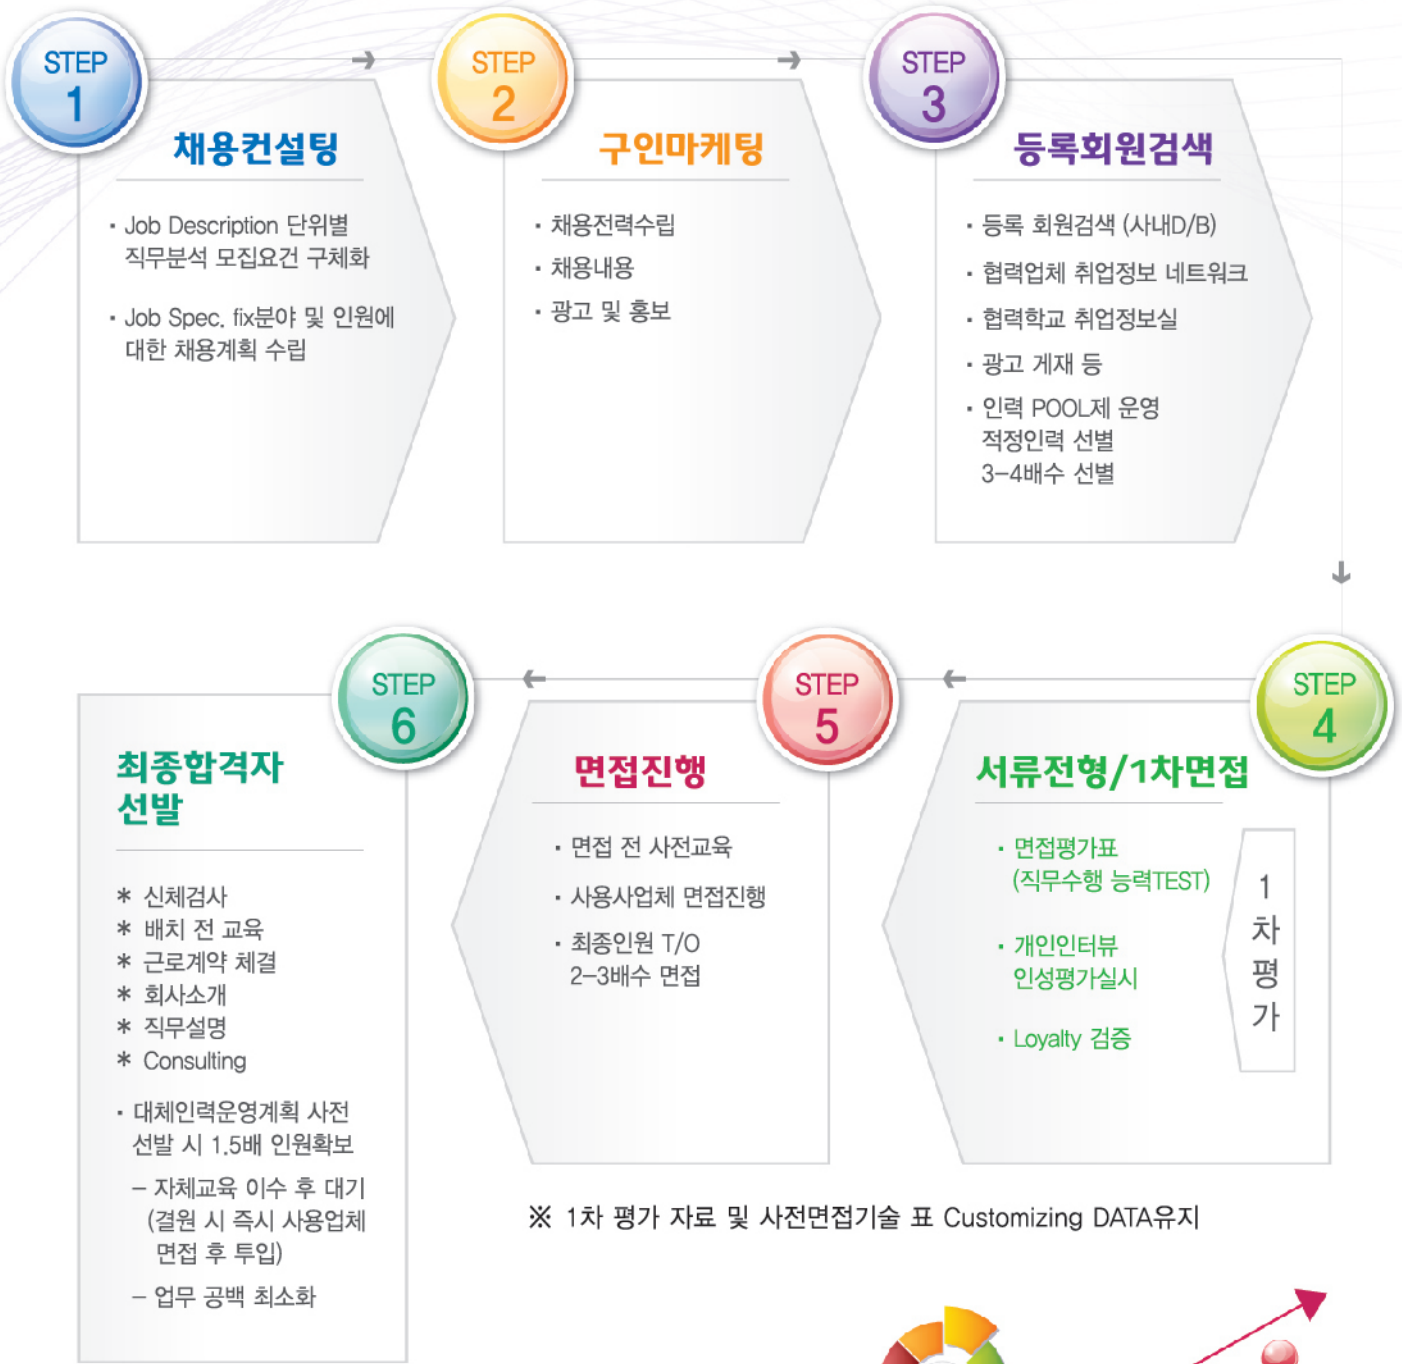 STEP
1
채용컨설팅
· Job Description 단위별
직무분석 모집요건 구체화
· Job Spec. fix분야 및 인원에
대한 채용계획 수립
STEP
2
구인마케팅
· 채용전력수립
· 채용내용
· 광고 및 홍보
STEP
3
등록회원검색
· 등록 회원검색 (사내D/B)
· 협력업체 취업정보 네트워크
· 협력학교 취업정보실
· 광고 게재 등
· 인력 POOL제 운영
적정인력 선별
3-4배수 선별
STEP
4
서류전형/1차면접
· 면접평가표
(직무수행 능력TEST)
· 개인인터뷰
인성평가실시
· Loyalty 검증
1
차
평
가
STEP
5
면접진행
· 면접 전 사전교육
· 사용사업체 면접진행
· 최종인원 T/O
2-3배수 면접
STEP
6
최종합격자
선발
* 신체검사
* 배치 전 교육
* 근로계약 체결
* 회사소개
* 직무설명
* Consulting
· 대체인력운영계획 사전
선발 시 1.5배 인원확보
- 자체교육 이수 후 대기
(결원 시 즉시 사용업체
면접 후 투입)
- 업무 공백 최소화
※ 1차 평가 자료 및 사전면접기술 표 Customizing DATA유지